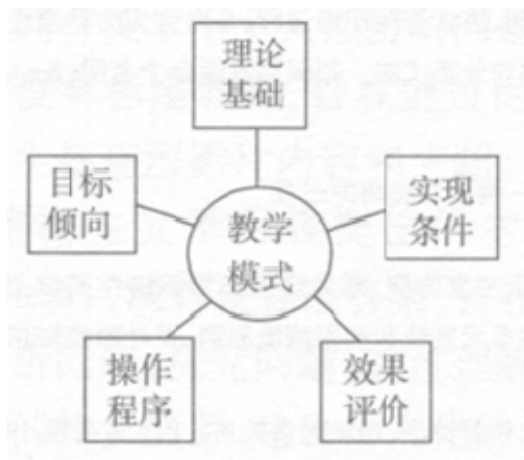 理论
基础
目标
倾向
实现
条件
教学
模式
操作
程序
效果
评价